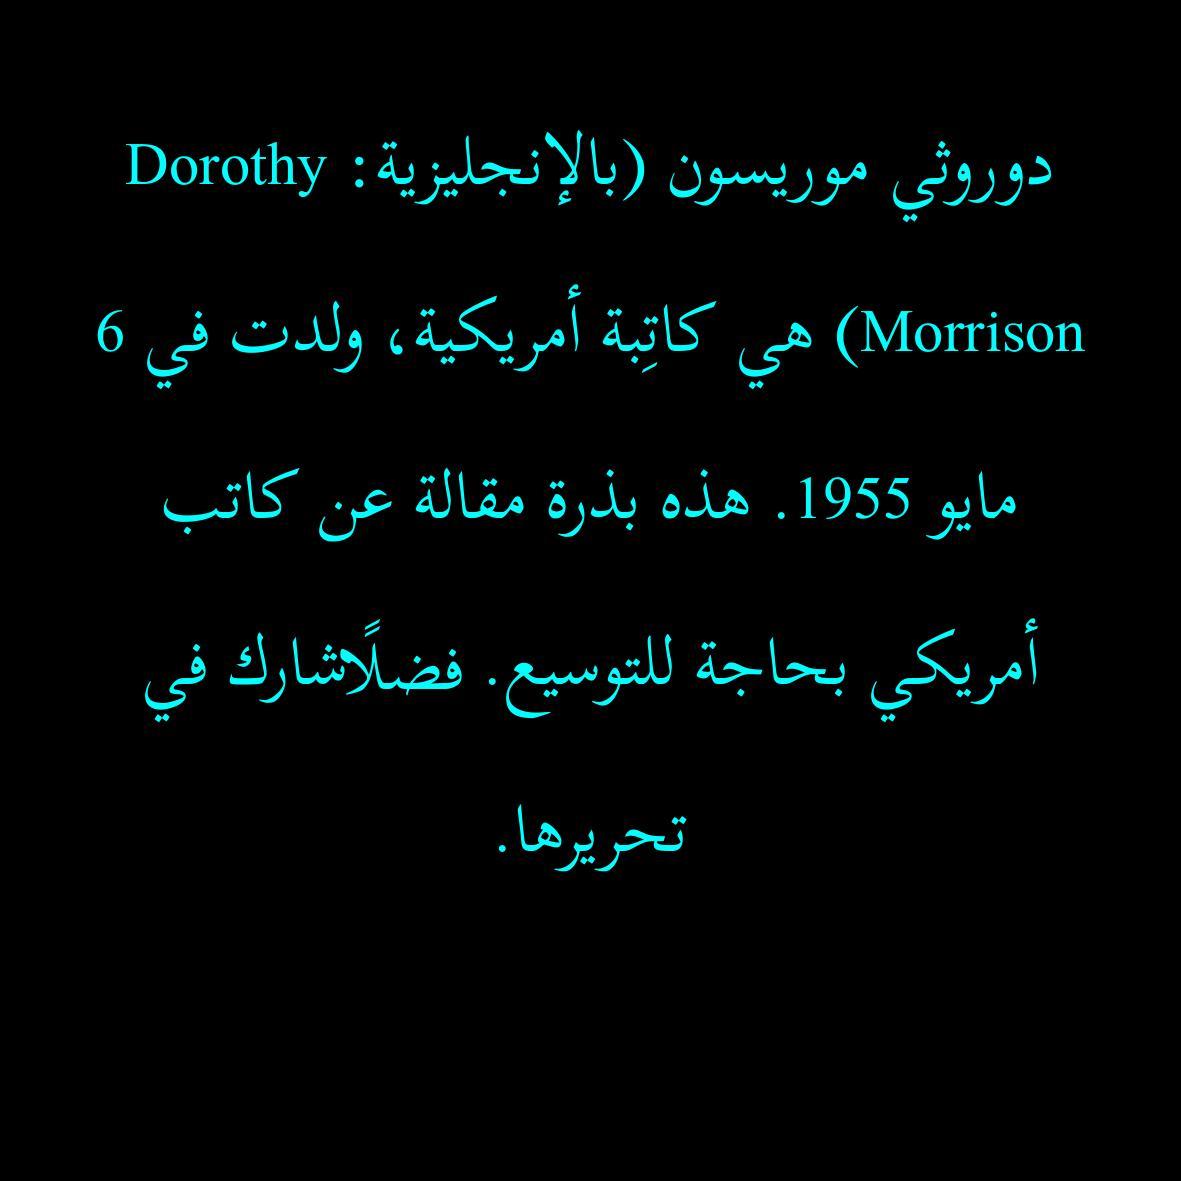 دوروثي موريسون (بالإنجليزية: Dorothy
Morrison) هي كاتِبة أمريكية، ولدت في 6
مايو 1955. هذه بذرة مقالة عن كاتب
أمريكي بحاجة للتوسيع. فضلًاشارك في
تحريرها.